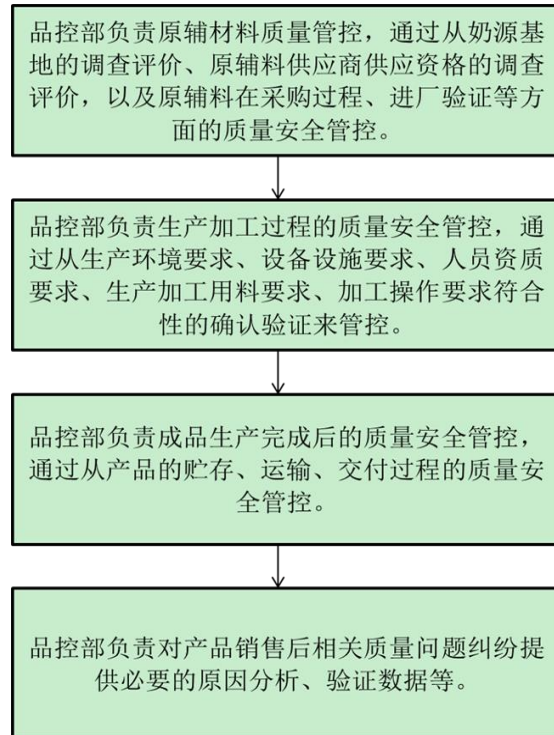 品控部负责原辅材料质量管控，通过从奶源
基地的调查评价、原辅料供应商供应资格的调查
评价，以及原辅料在采购过程、进厂验证等方
面的质量安全管控。
品控部负责生产加工过程的质量安全管控，通
过从生产环境要求、设备设施要求、人员资质
要求、生产加工用料要求、加工操作要求符合
性的确认验证来管控。
品控部负责成品生产完成后的质量安全管控，
通过从产品的贮存、运输、交付过程的质量安
全管控。
品控部负责对产品销售后相关质量问题纠纷提
供必要的原因分析、验证数据等。